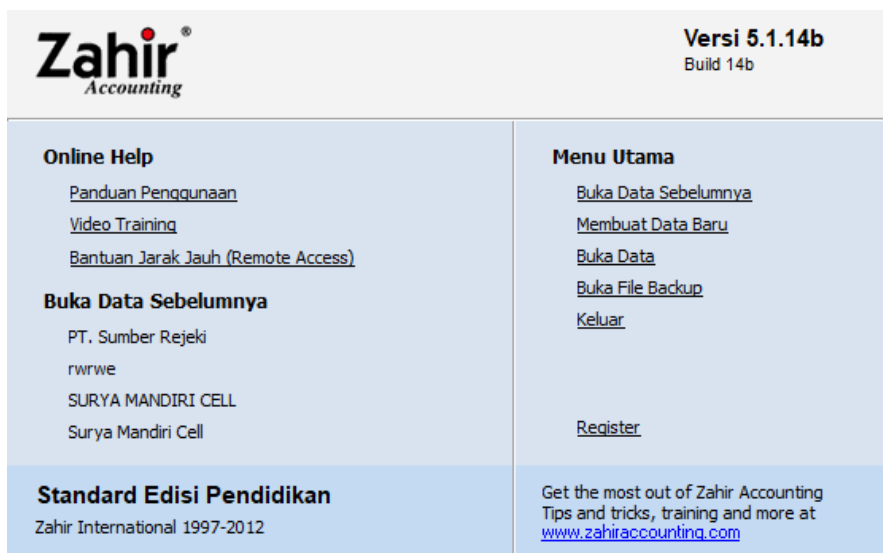 Zahir®
Accounting
Versi 5.1.14b
Build 14b
Online Help
Panduan Penggunaan
Video Training
Bantuan Jarak Jauh (Remote Access)
Buka Data Sebelumnya
PT. Sumber Rejeki
rwrwe
SURYA MANDIRI CELL
Surya Mandiri Cell
Menu Utama
Buka Data Sebelumnya
Membuat Data Baru
Buka Data
Buka File Backup
Keluar
Register
Standard Edisi Pendidikan
Zahir International 1997-2012
Get the most out of Zahir Accounting
Tips and tricks, training and more at
www.zahiraccounting.com